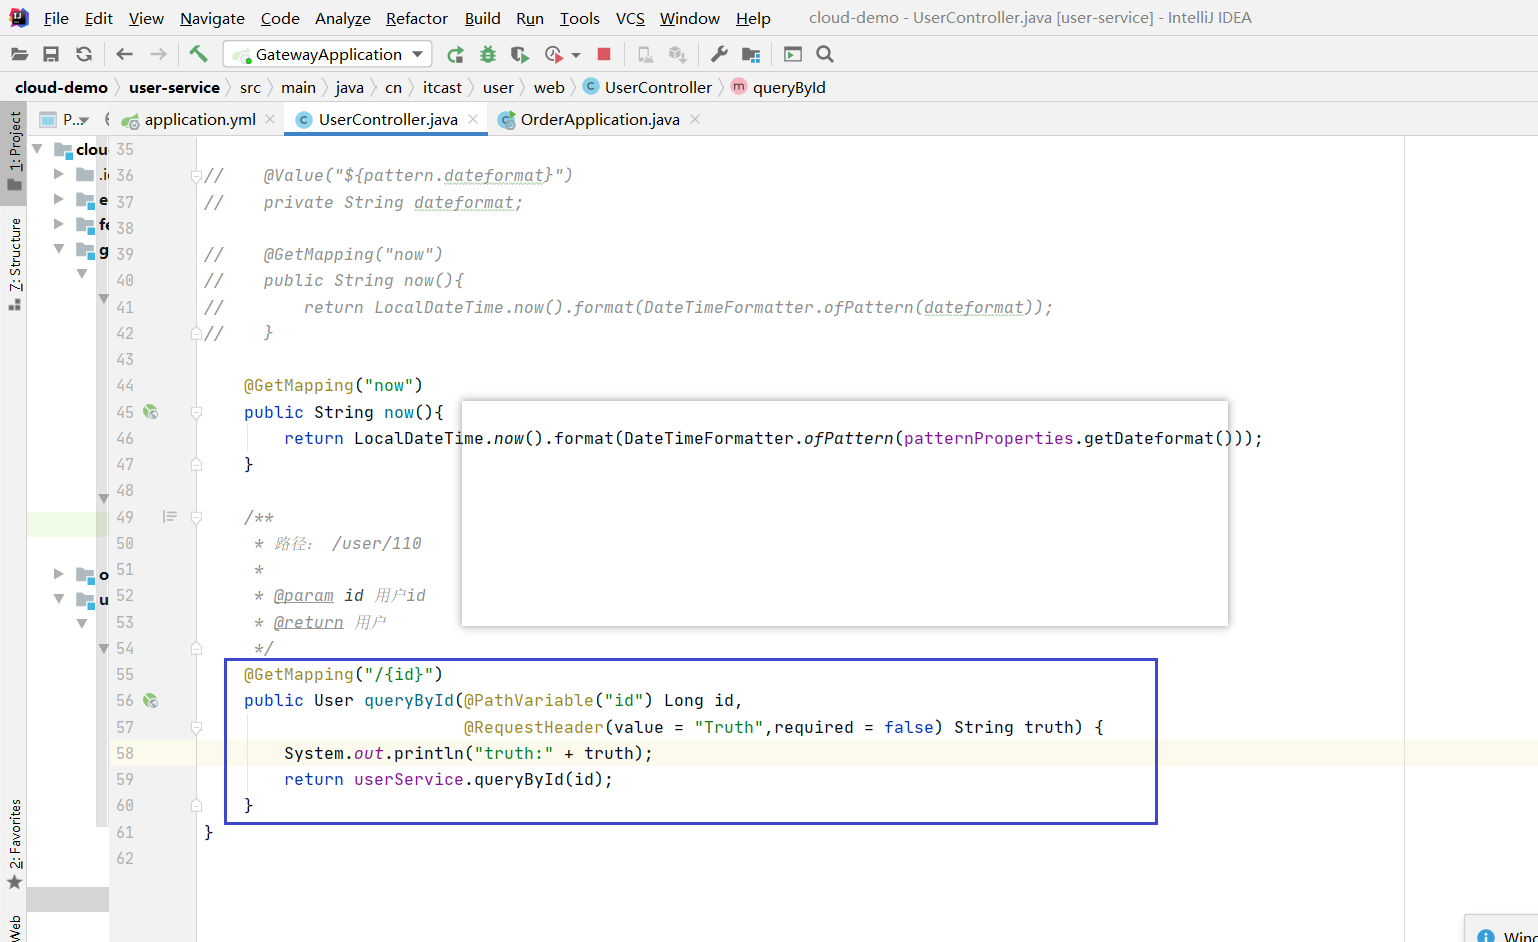 File Edit View Navigate Code Analyze Refactor Build Run Tools VCS Window Help cloud-demo - UserController.java [user-service] - IntelliJ IDEA
GatewayApplication
cloud-demo user-service src main java cn itcast user web UserController queryById
P... application.yml UserController.java OrderApplication.java
1: Project
7: Structure
2: Favorites
Web
clou
.i
e
fe
g
o
u
35
36 // @Value("${pattern.dateformat}")
37 // private String dateformat;
38
39 // @GetMapping("now")
40 // public String now(){
41 // return LocalDateTime.now().format(DateTimeFormatter.ofPattern(dateformat));
42 // }
43
44 @GetMapping("now")
45 public String now(){
46 return LocalDateTime.now().format(DateTimeFormatter.ofPattern(patternProperties.getDateformat()));
47 }
48
49 /**
50 * 路径： /user/110
51 *
52 * @param id 用户id
53 * @return 用户
54 */
55 @GetMapping("/{id}")
56 public User queryById(@PathVariable("id") Long id,
57 @RequestHeader(value = "Truth",required = false) String truth) {
58 System.out.println("truth:" + truth);
59 return userService.queryById(id);
60 }
61 }
62
Wind